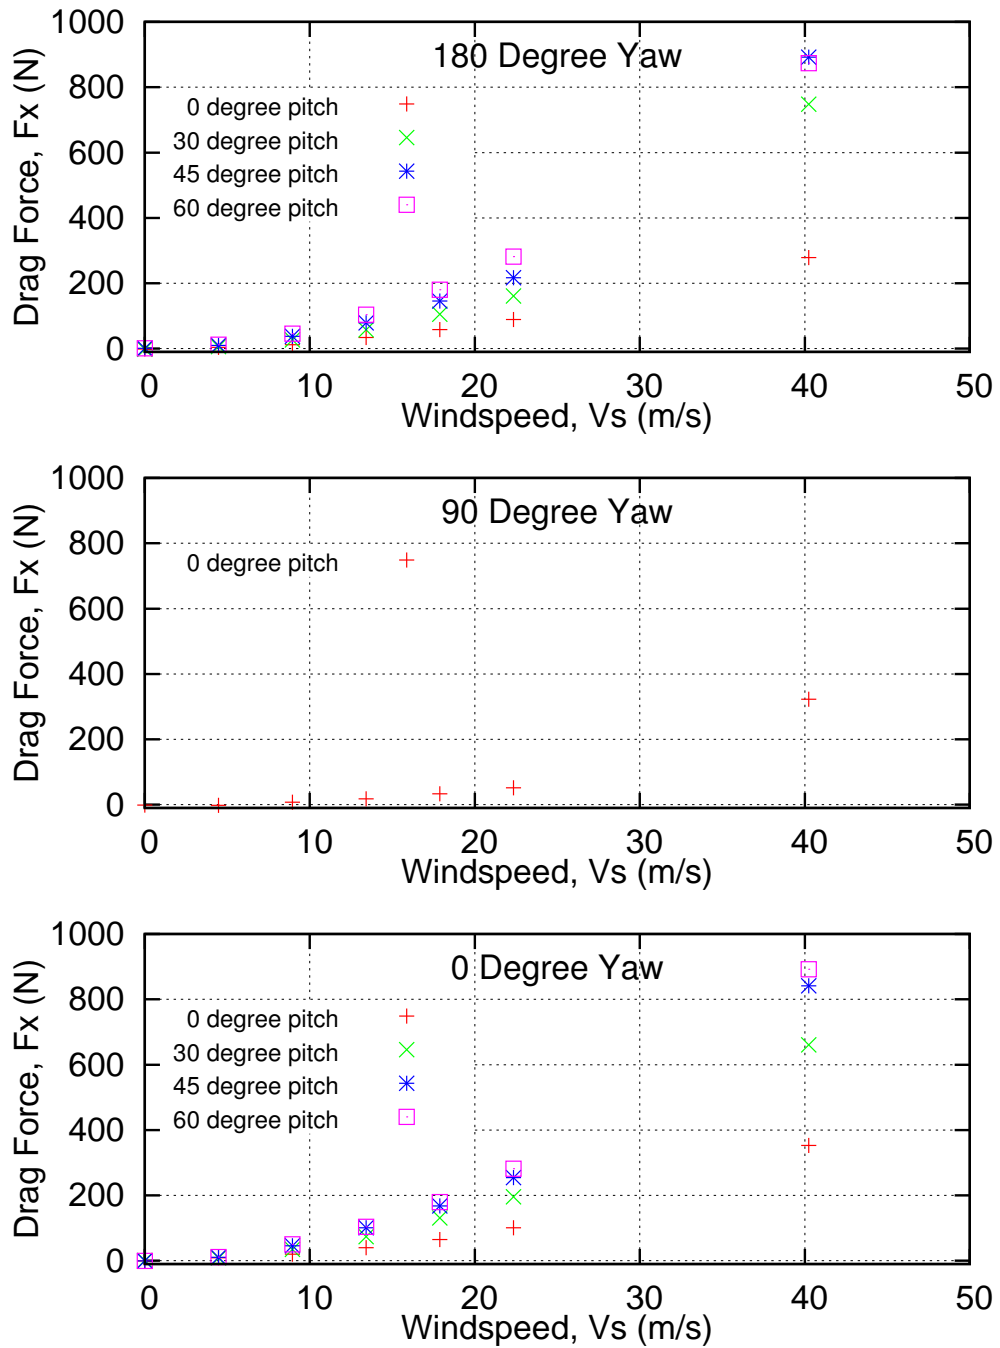 180 Degree Yaw
Drag Force, Fx (N)
1000
800
600
400
200
0
0 degree pitch
30 degree pitch
45 degree pitch
60 degree pitch
0 10 20 30 40 50
Windspeed, Vs (m/s)
90 Degree Yaw
Drag Force, Fx (N)
1000
800
600
400
200
0
0 degree pitch
0 10 20 30 40 50
Windspeed, Vs (m/s)
0 Degree Yaw
Drag Force, Fx (N)
1000
800
600
400
200
0
0 degree pitch
30 degree pitch
45 degree pitch
60 degree pitch
0 10 20 30 40 50
Windspeed, Vs (m/s)